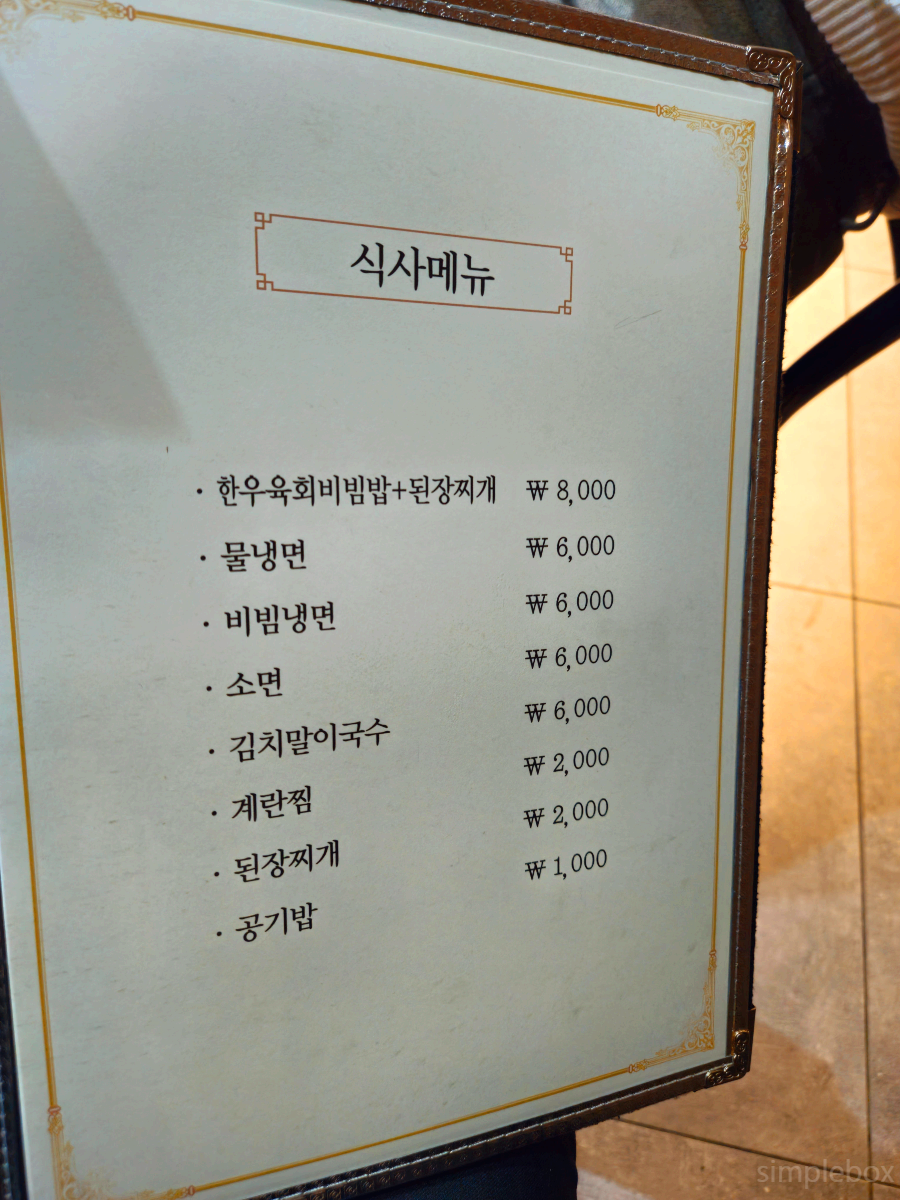 식사메뉴
· 한우육회비빔밥+된장찌개 ₩ 8,000
· 물냉면 ₩ 6,000
· 비빔냉면 ₩ 6,000
· 소면 ₩ 6,000
· 김치말이국수 ₩ 6,000
· 계란찜 ₩ 2,000
· 된장찌개 ₩ 2,000
· 공기밥 ₩ 1,000
simplebox